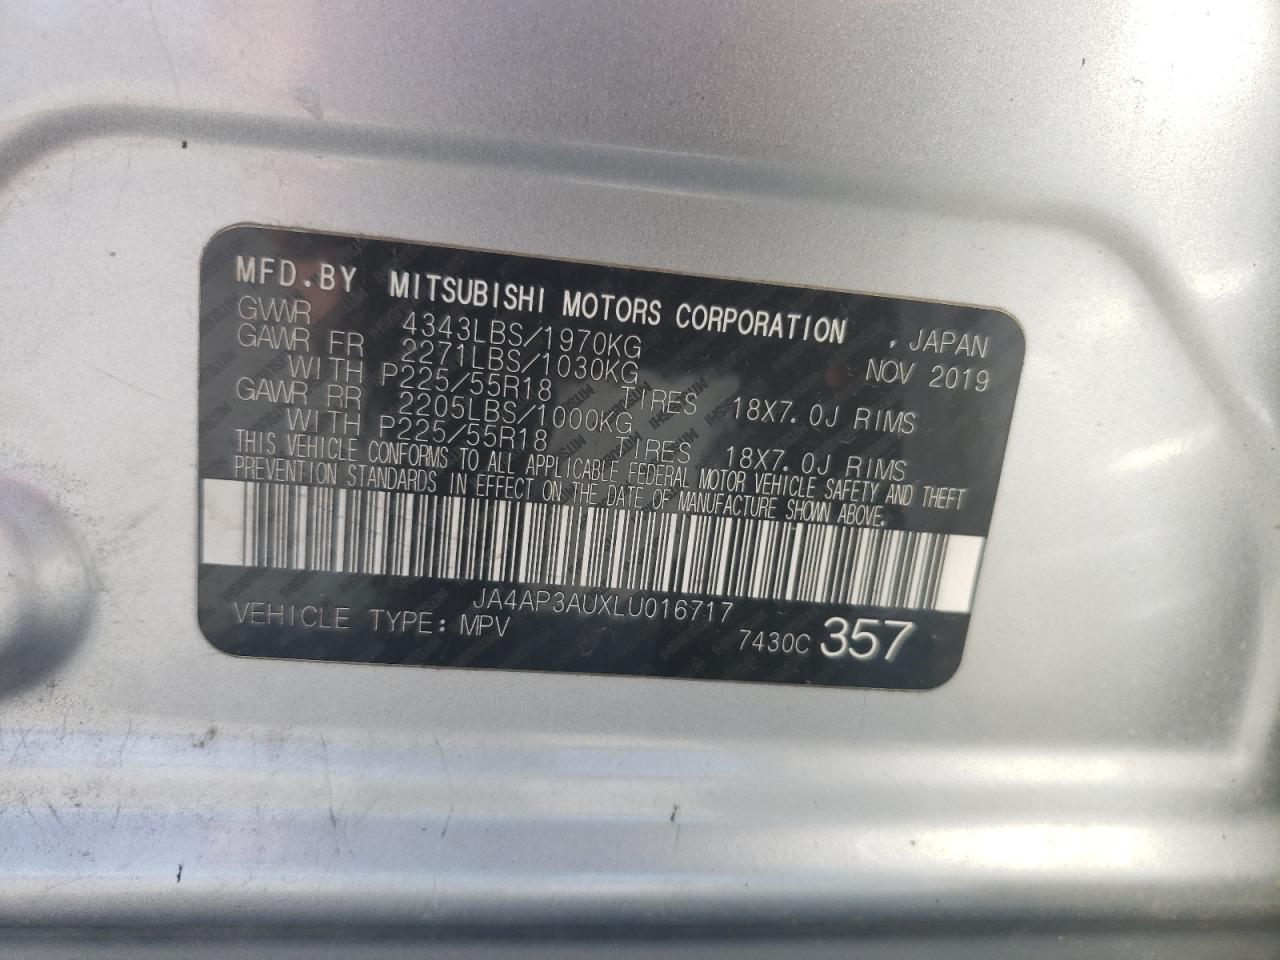 MFD.BY MITSUBISHI MOTORS CORPORATION , JAPAN
GVWR 4343LBS/1970KG NOV 2019
GAWR FR 2271LBS/1030KG
WITH P225/55R18 TIRES 18X7.0J RIMS
GAWR RR 2205LBS/1000KG
WITH P225/55R18 TIRES 18X7.0J RIMS
THIS VEHICLE CONFORMS TO ALL APPLICABLE FEDERAL MOTOR VEHICLE SAFETY AND THEFT
PREVENTION STANDARDS IN EFFECT ON THE DATE OF MANUFACTURE SHOWN ABOVE.
JA4AP3AUXLU016717
VEHICLE TYPE: MPV 7430C 357